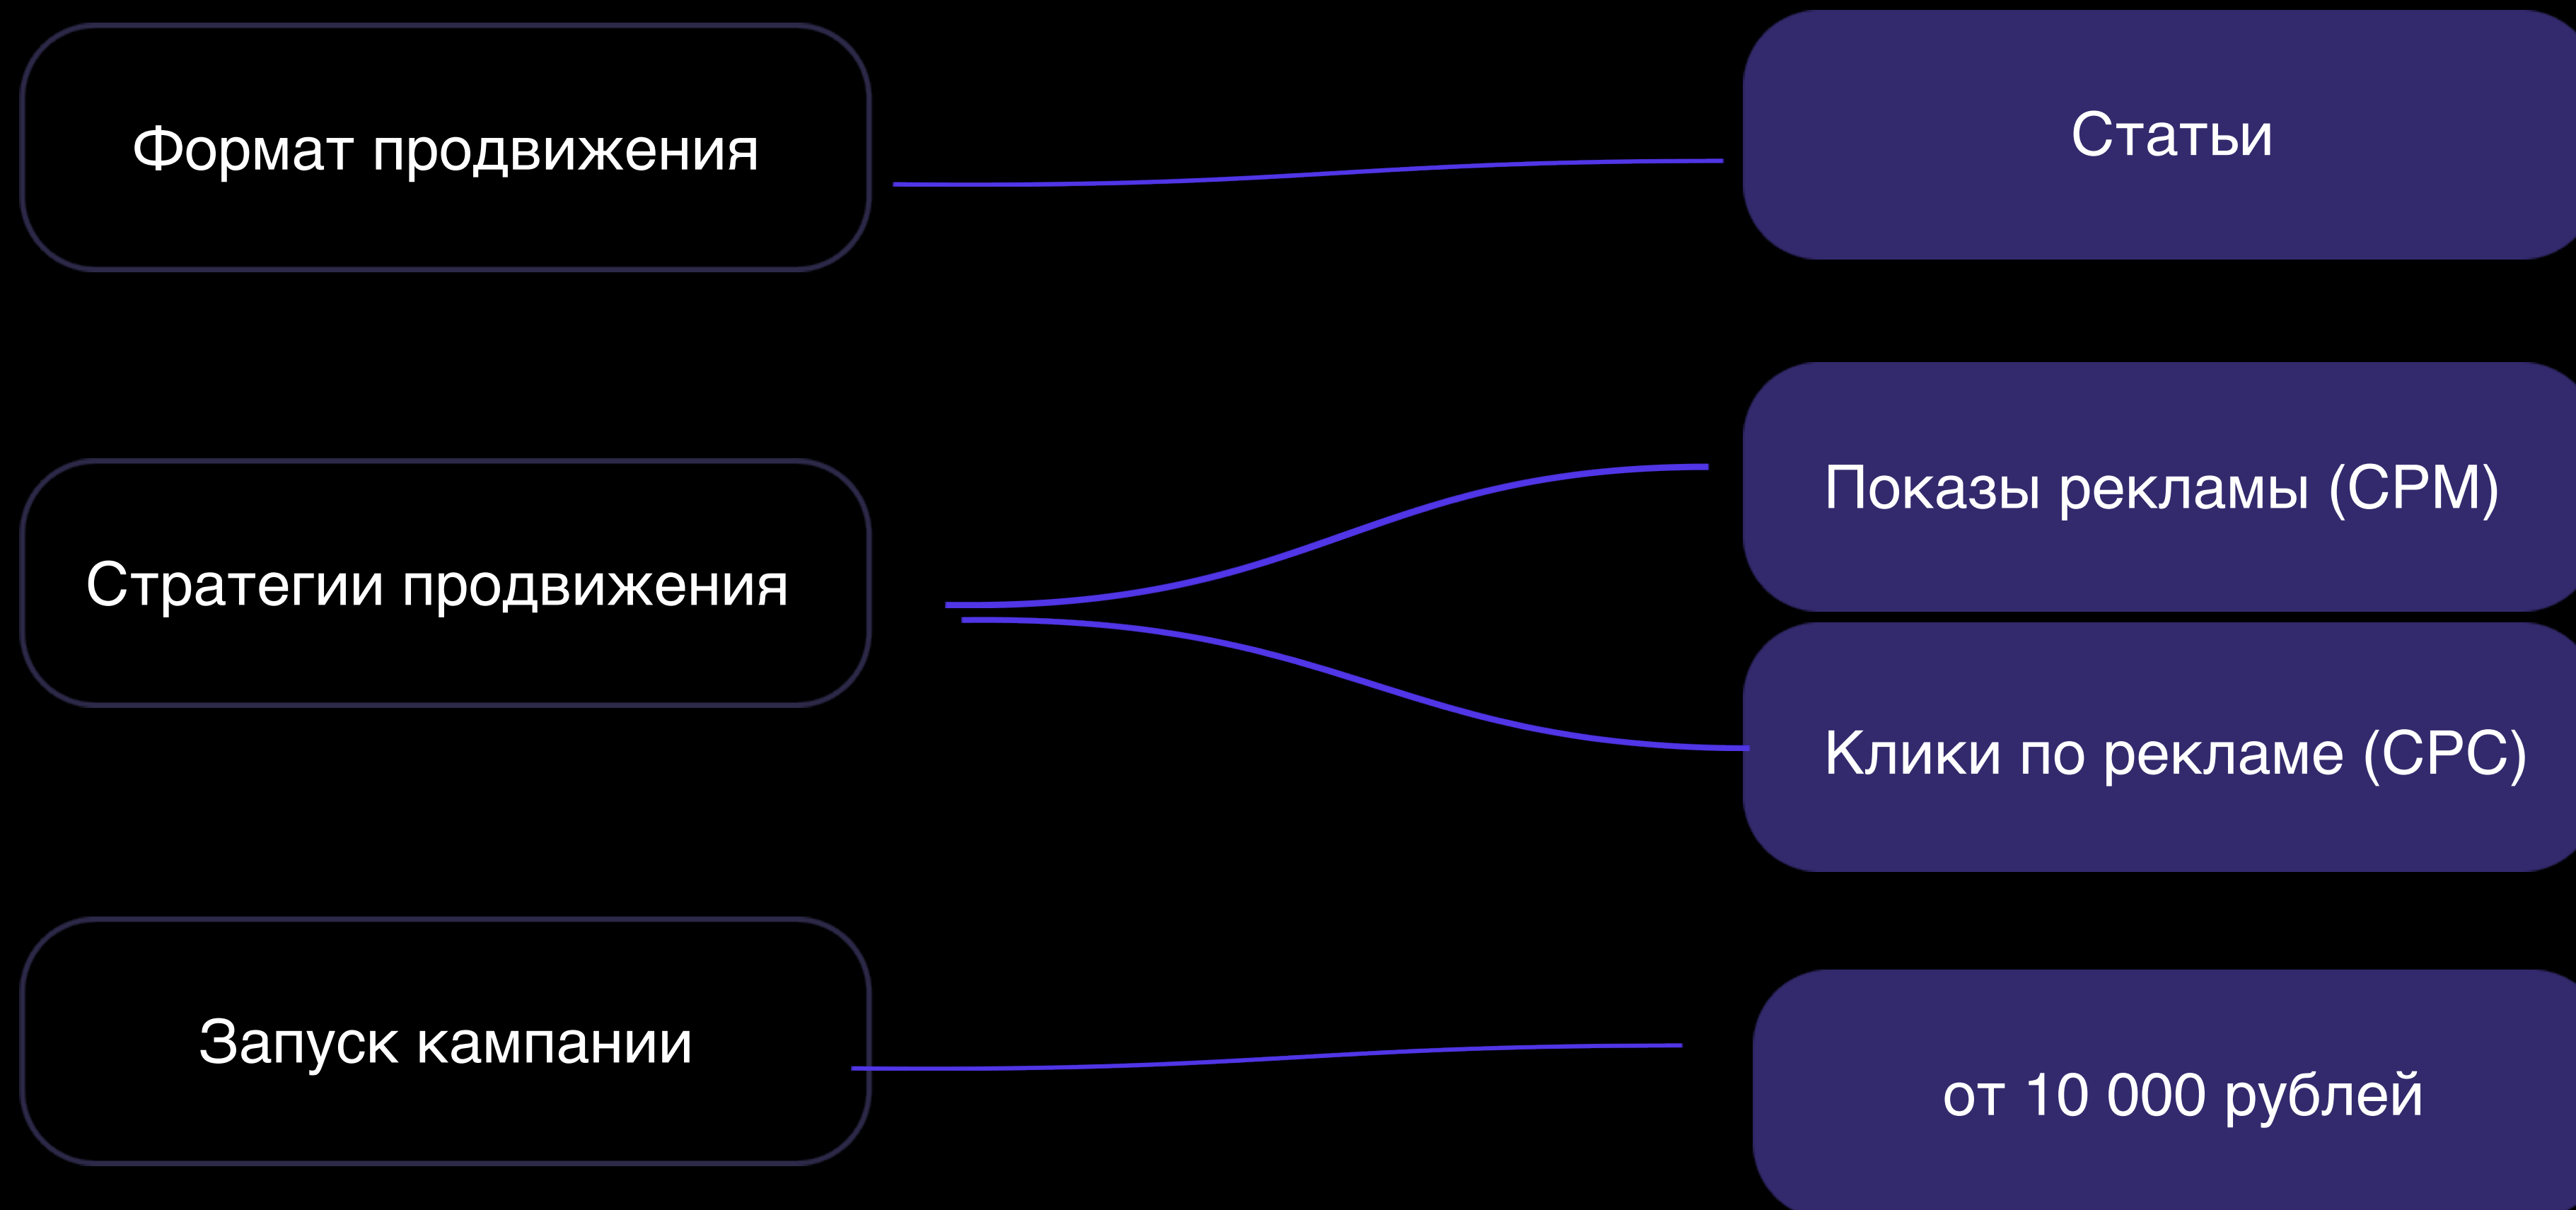 Формат продвижения
Статьи
Стратегии продвижения
Показы рекламы (CPM)
Клики по рекламе (CPC)
Запуск кампании
от 10 000 рублей